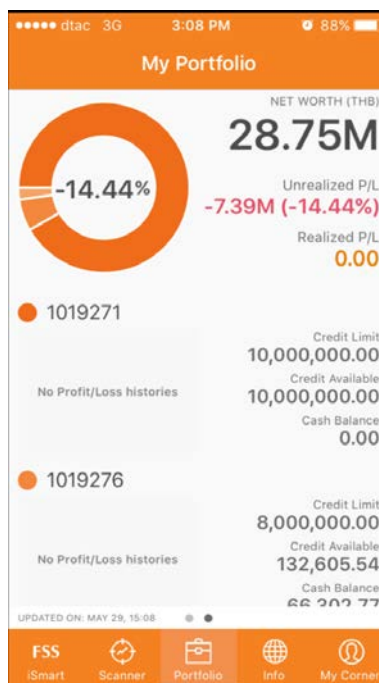 dtac 3G 3:08 PM 88%
My Portfolio
NET WORTH (THB)
28.75M
-14.44%
Unrealized P/L
-7.39M (-14.44%)
Realized P/L
0.00
1019271
Credit Limit
10,000,000.00
No Profit/Loss histories
Credit Available
10,000,000.00
Cash Balance
0.00
1019276
Credit Limit
8,000,000.00
No Profit/Loss histories
Credit Available
132,605.54
Cash Balance
66,302.77
UPDATED ON: MAY 29, 15:08
FSS
iSmart Scanner Portfolio Info My Corner